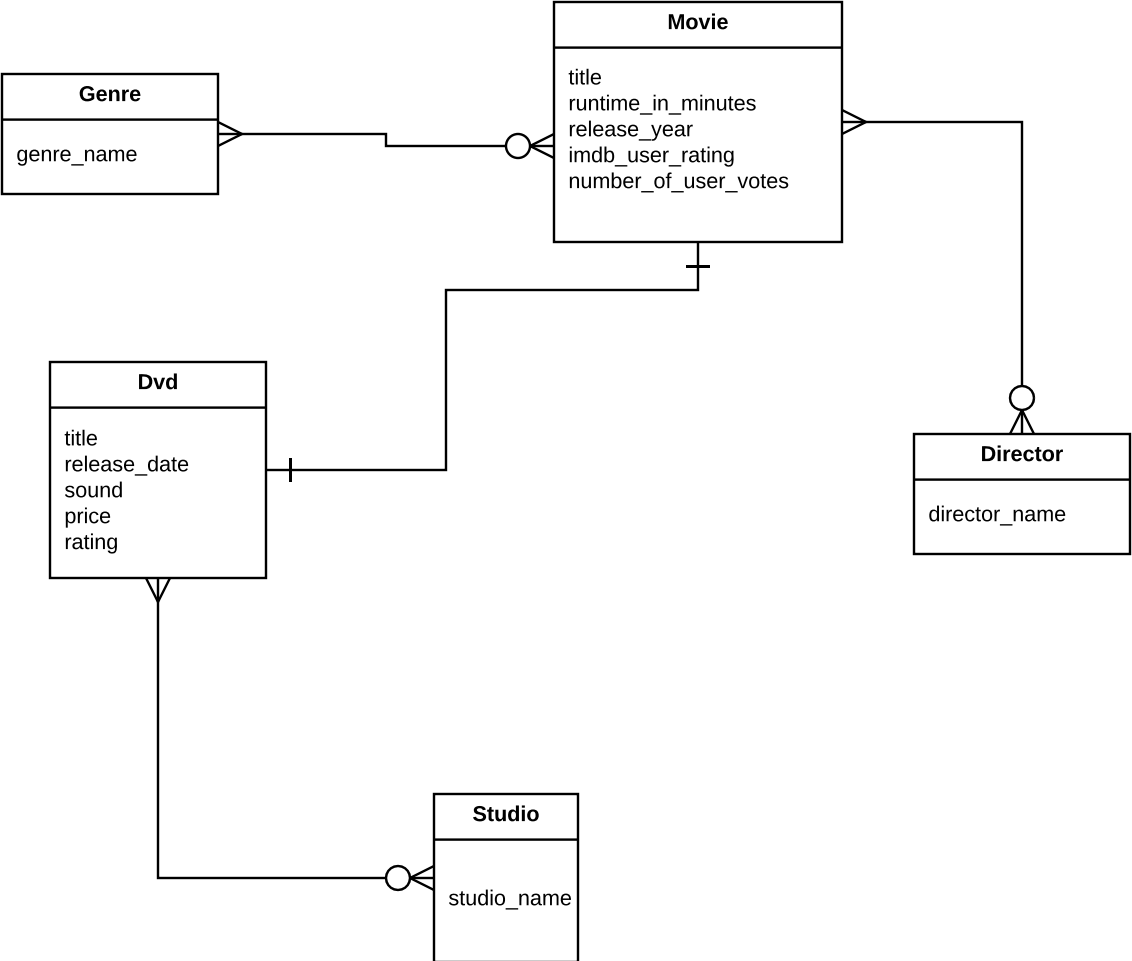 Movie
title
runtime_in_minutes
release_year
imdb_user_rating
number_of_user_votes
Genre
genre_name
Dvd
title
release_date
sound
price
rating
Director
director_name
Studio
studio_name